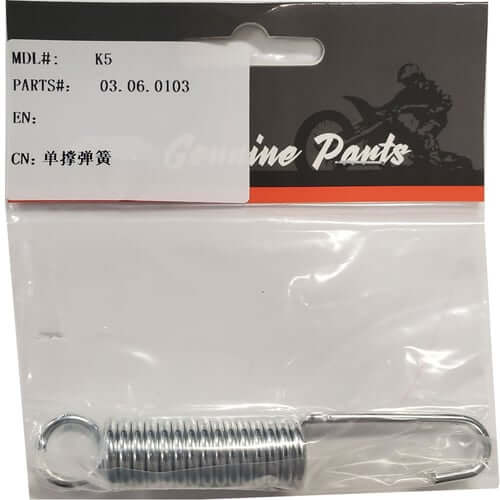 MDL#: K5
PARTS#: 03.06.0103
EN:
CN: 单撑弹簧
Genuine Parts